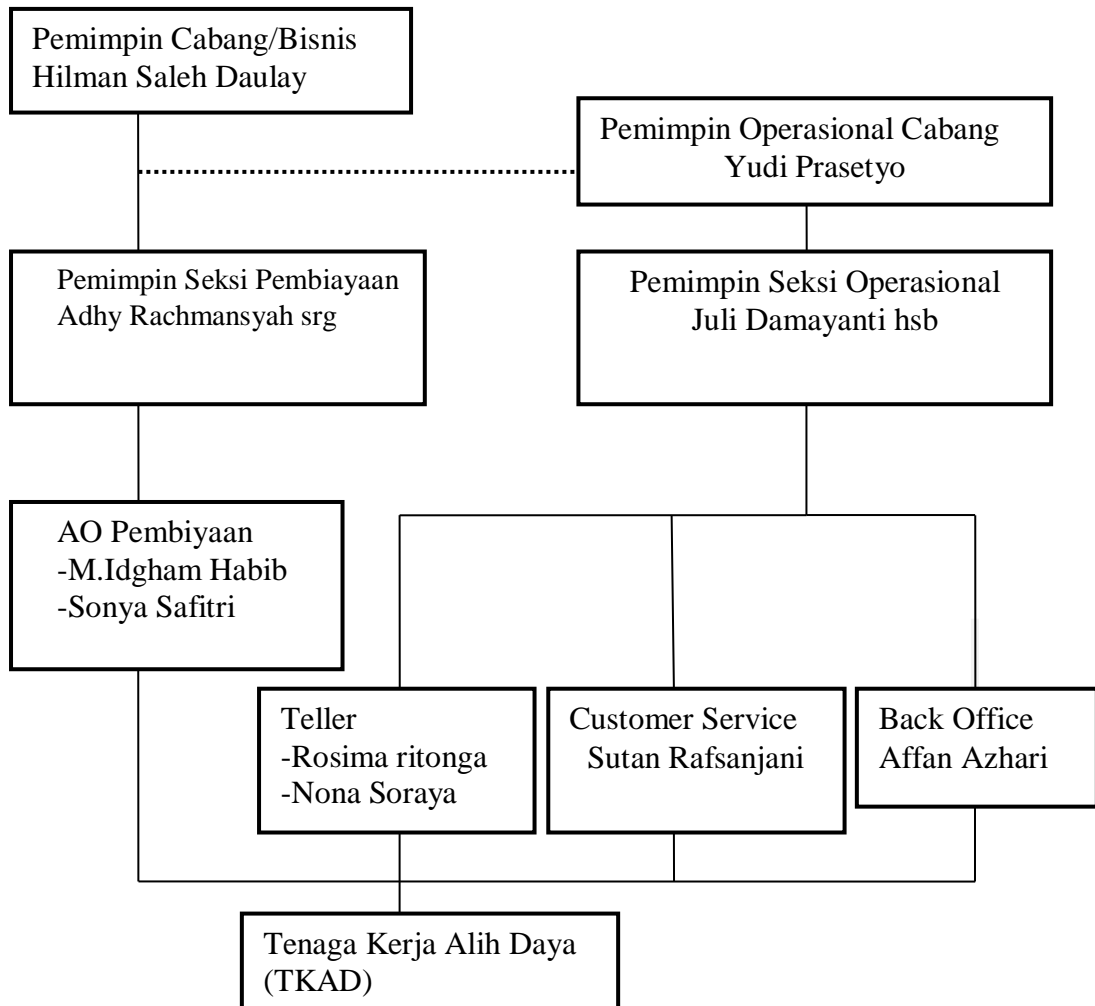 Pemimpin Cabang/Bisnis
Hilman Saleh Daulay
Pemimpin Operasional Cabang
Yudi Prasetyo
Pemimpin Seksi Pembiayaan
Adhy Rachmansyah srg
Pemimpin Seksi Operasional
Juli Damayanti hsb
AO Pembiyaan
-M.Idgham Habib
-Sonya Safitri
Teller
-Rosima ritonga
-Nona Soraya
Customer Service
Sutan Rafsanjani
Back Office
Affan Azhari
Tenaga Kerja Alih Daya
(TKAD)